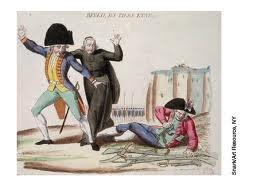 REVEIL DU TIERS ETAT.
Snark/Art Resource, NY